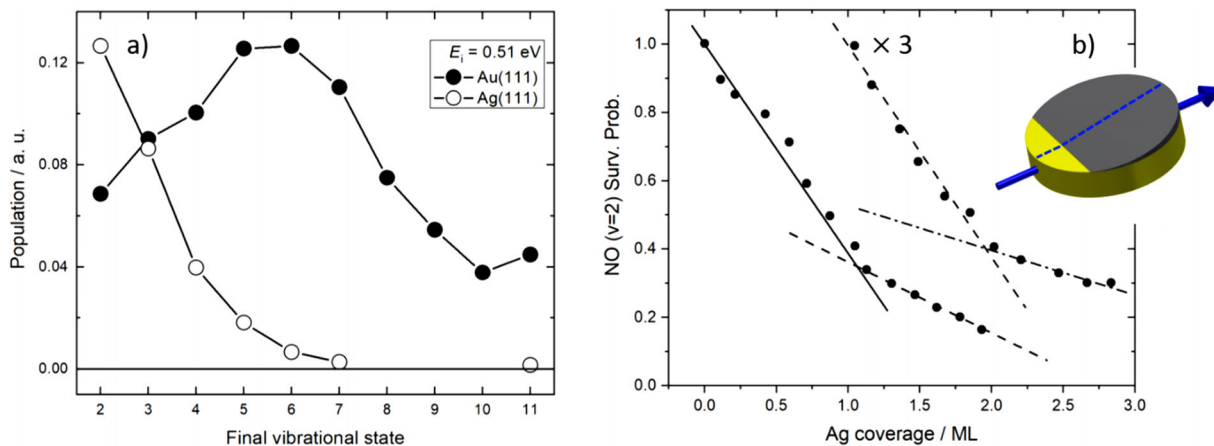 a)
E_i = 0.51 eV
Au(111)
Ag(111)
Population / a. u.
0.12
0.08
0.04
0.00
2 3 4 5 6 7 8 9 10 11
Final vibrational state
b)
× 3
NO (v=2) Surv. Prob.
1.0
0.8
0.6
0.4
0.2
0.0
0.0 0.5 1.0 1.5 2.0 2.5 3.0
Ag coverage / ML